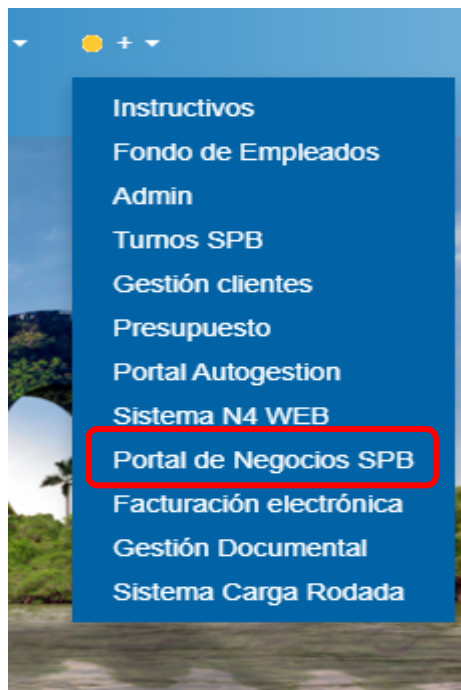 +
Instructivos
Fondo de Empleados
Admin
Turnos SPB
Gestión clientes
Presupuesto
Portal Autogestion
Sistema N4 WEB
Portal de Negocios SPB
Facturación electrónica
Gestión Documental
Sistema Carga Rodada